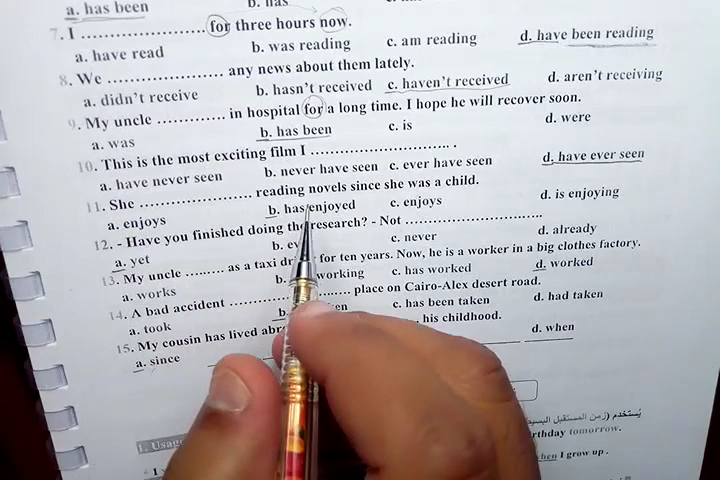 a. has been b. has
7. I ........................ for three hours now.
a. have read b. was reading c. am reading d. have been reading
8. We ........................ any news about them lately.
a. didn't receive b. hasn't received c. haven't received d. aren't receiving
9. My uncle .............. in hospital for a long time. I hope he will recover soon.
a. was b. has been c. is d. were
10. This is the most exciting film I ............................. .
a. have never seen b. never have seen c. ever have seen d. have ever seen
11. She ........................ reading novels since she was a child.
a. enjoys b. has enjoyed c. enjoys d. is enjoying
12. - Have you finished doing the research? - Not .............................
a. yet c. never d. already
13. My uncle .......... as a taxi for ten years. Now, he is a worker in a big clothes factory.
a. works b. working c. has worked d. worked
14. A bad accident ........................ place on Cairo-Alex desert road.
a. took b. c. has been taken d. had taken
15. My cousin has lived his childhood.
a. since d. when
يُستخدم (زمن المستقبل
1. tomorrow.
I grow up .